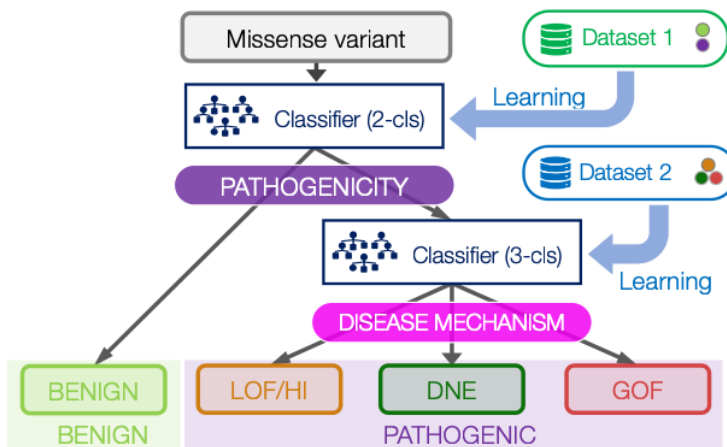 Missense variant
Dataset 1
Learning
Classifier (2-cls)
PATHOGENICITY
Dataset 2
Classifier (3-cls)
Learning
DISEASE MECHANISM
BENIGN
LOF/HI
DNE
GOF
BENIGN
PATHOGENIC